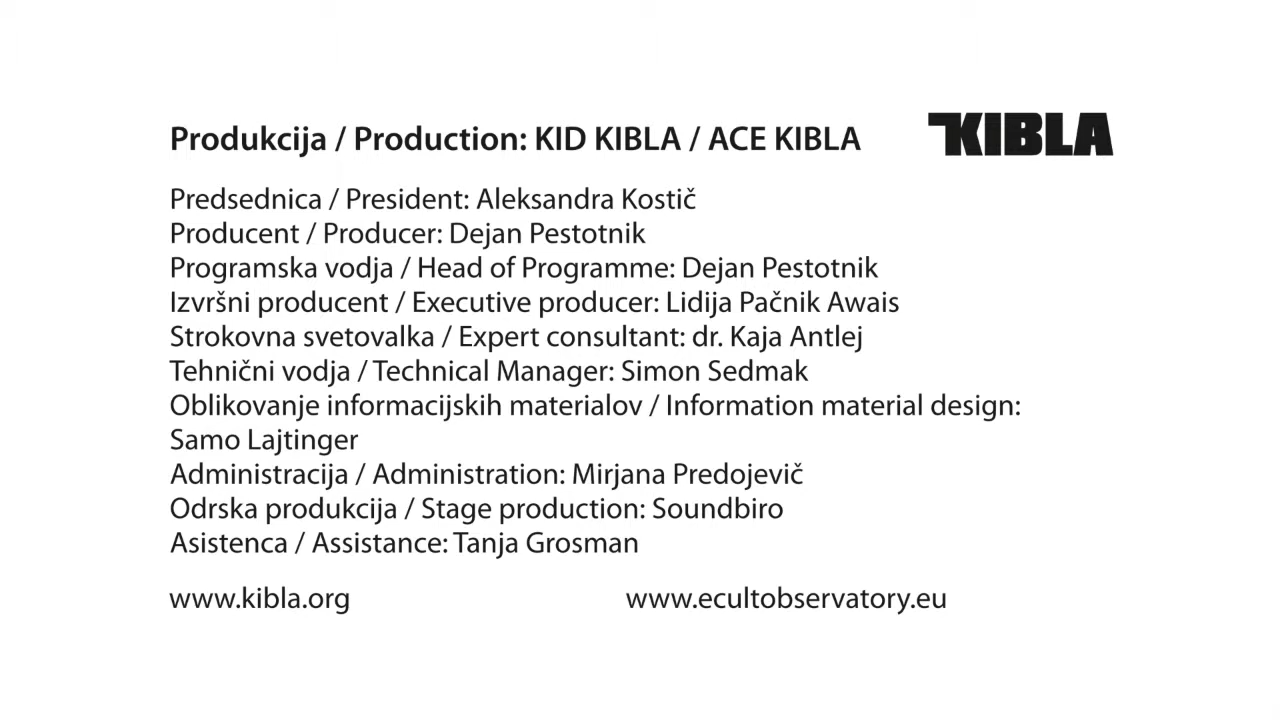 Produkcija / Production: KID KIBLA / ACE KIBLA
KIBLA
Predsednica / President: Aleksandra Kostič
Producent / Producer: Dejan Pestotnik
Programska vodja / Head of Programme: Dejan Pestotnik
Izvršni producent / Executive producer: Lidija Pačnik Awais
Strokovna svetovalka / Expert consultant: dr. Kaja Antlej
Tehnični vodja / Technical Manager: Simon Sedmak
Oblikovanje informacijskih materialov / Information material design:
Samo Lajtinger
Administracija / Administration: Mirjana Predojevič
Odrska produkcija / Stage production: Soundbiro
Asistenca / Assistance: Tanja Grosman
www.kibla.org www.ecultobservatory.eu